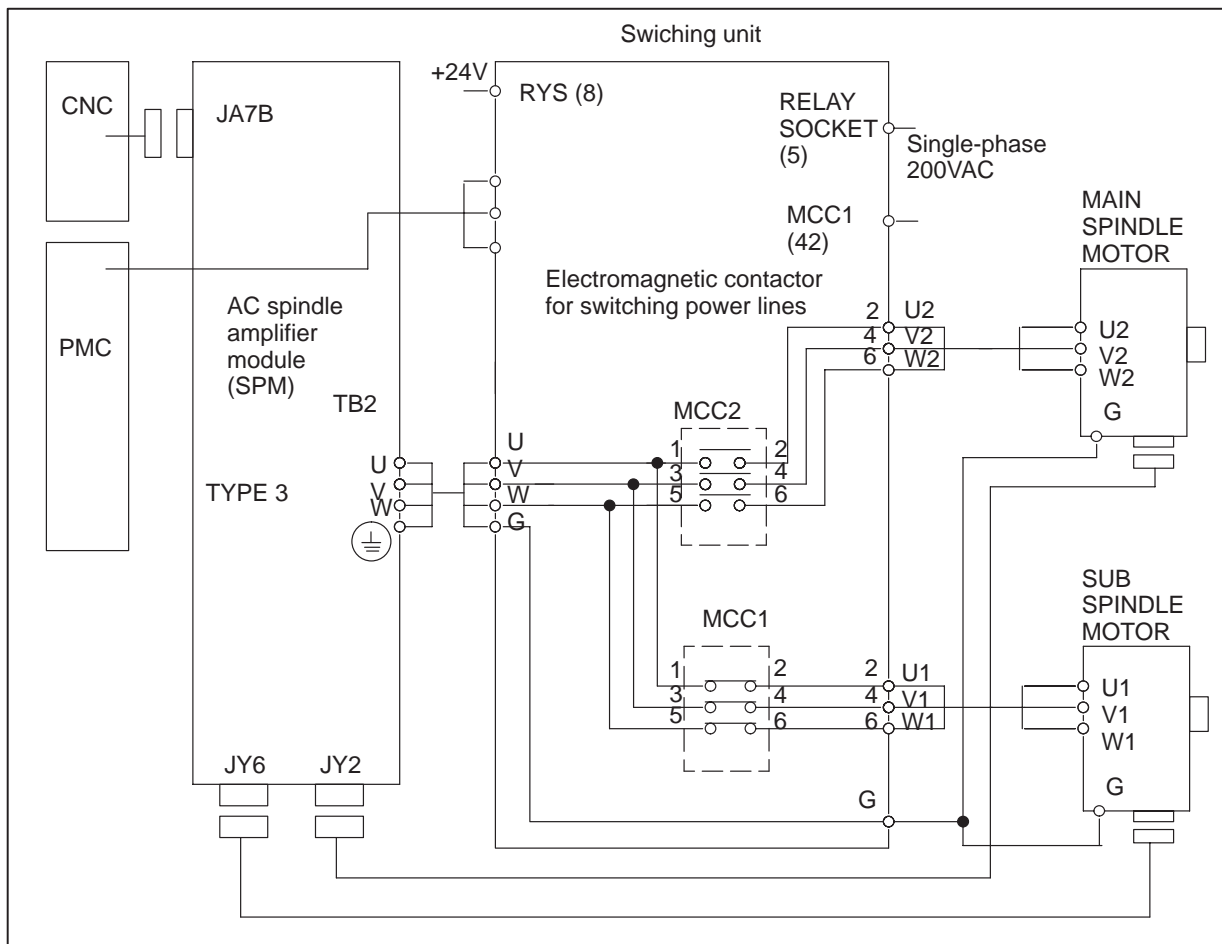 Swiching unit
CNC
JA7B
+24V
RYS (8)
RELAY
SOCKET
(5)
Single-phase
200VAC
MCC1
(42)
MAIN
SPINDLE
MOTOR
PMC
AC spindle
amplifier
module
(SPM)
Electromagnetic contactor
for switching power lines
2 U2
4 V2
6 W2
U2
V2
W2
G
TB2
MCC2
U
V
W
TYPE 3
U
V
W
G
1 2
3 4
5 6
SUB
SPINDLE
MOTOR
MCC1
1 2
3 4
5 6
2 U1
4 V1
6 W1
U1
V1
W1
G
G
JY6
JY2